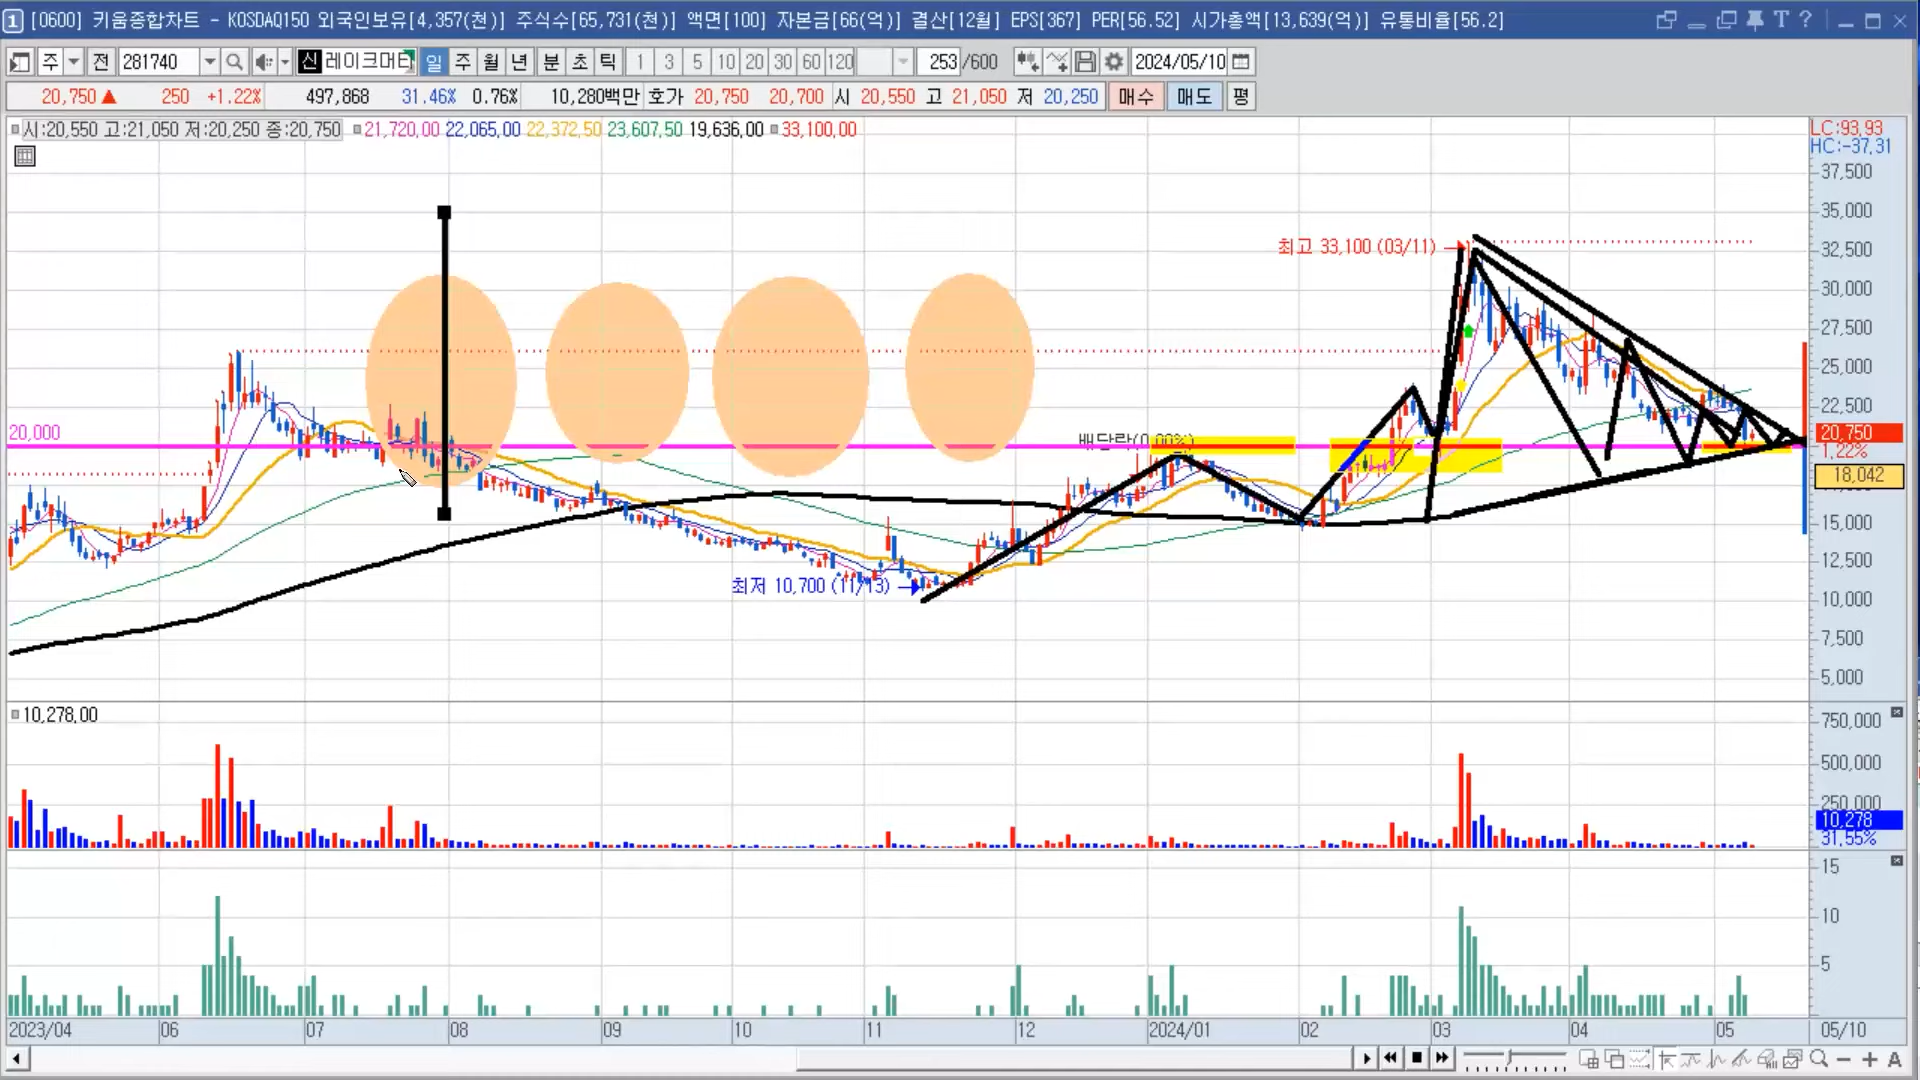 1 [0600] 키움종합차트 - KOSDAQ150 외국인보유[4,357(천)] 주식수[65,731(천)] 액면[100] 자본금[66(억)] 결산[12월] EPS[367] PER[56.52] 시가총액[13,639(억)] 유통비율[56.2]
주 전 281740 신 레이크머티 일 주 월 년 분 초 틱 1 3 5 10 20 30 60 120 253 /600 2024/05/10
20,750 ▲ 250 +1.22% 497,868 31.46% 0.76% 10,280백만 호가 20,750 20,700 시 20,550 고 21,050 저 20,250 매수 매도 평
시:20,550 고:21,050 저:20,250 종:20,750 21,720,00 22,065,00 22,372,50 23,607,50 19,636,00 33,100,00
LC:93,93
HC:-37,31
37,500
35,000
최고 33,100 (03/11)
32,500
30,000
27,500
25,000
22,500
20,000
20,750
배당락(0,00%)
1,22%
18,042
15,000
12,500
최저 10,700 (11/13)
10,000
7,500
5,000
10,278,00
750,000
500,000
250,000
10,278
31,55%
15
10
5
2023/04 06 07 08 09 10 11 12 2024/01 02 03 04 05 05/10
A